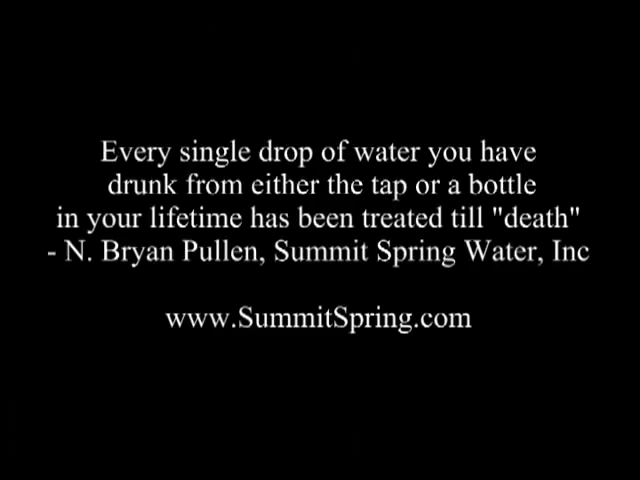 Every single drop of water you have
drunk from either the tap or a bottle
in your lifetime has been treated till "death"
- N. Bryan Pullen, Summit Spring Water, Inc
www.SummitSpring.com